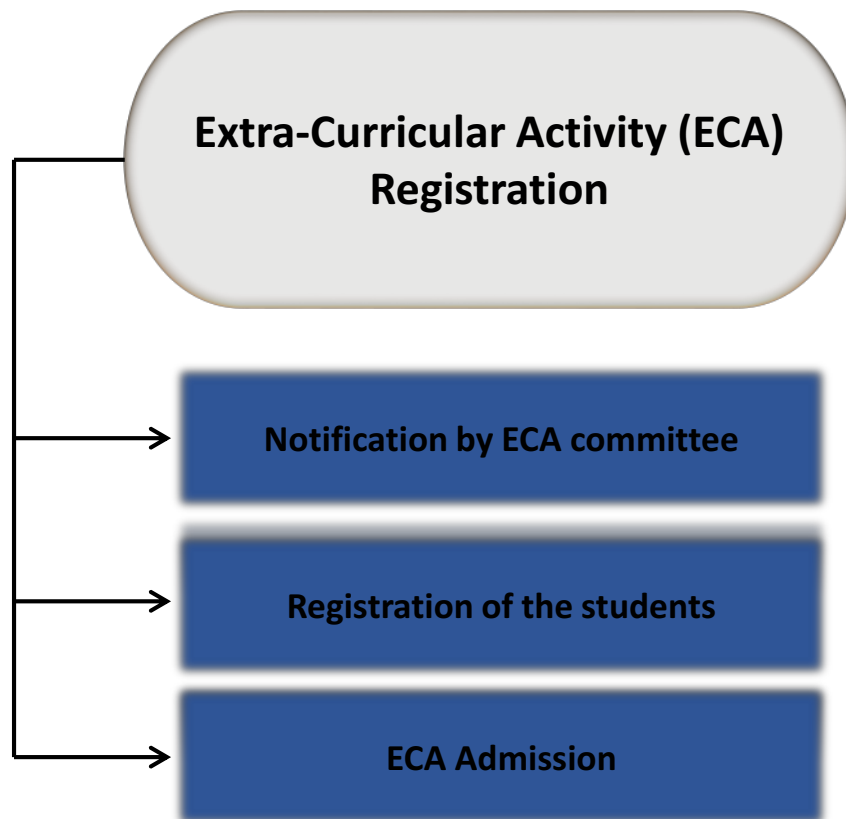 Extra-Curricular Activity (ECA)
Registration
Notification by ECA committee
Registration of the students
ECA Admission